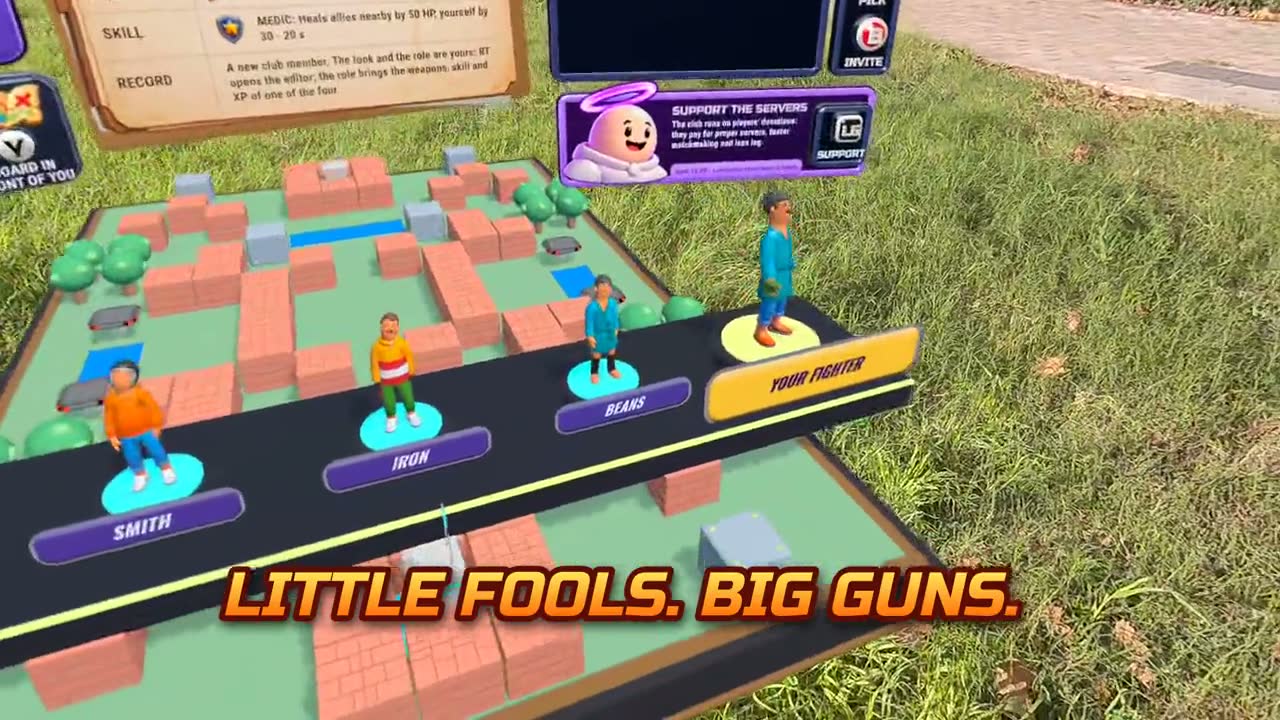 SKILL
MEDIC: Heals allies nearby by 50 HP, yourself by
30 · 20 s
RECORD
A new club member. The look and the role are yours: RT
opens the editor; the role brings the weapons, skill and
XP of one of the four
PICK
B
INVITE
SUPPORT THE SERVERS
The club runs on players' donations:
they pay for proper servers, faster
matchmaking and less lag.
LG
SUPPORT
Y
BOARD IN
FRONT OF YOU
YOUR FIGHTER
BEANS
IRON
SMITH
LITTLE FOOLS. BIG GUNS.